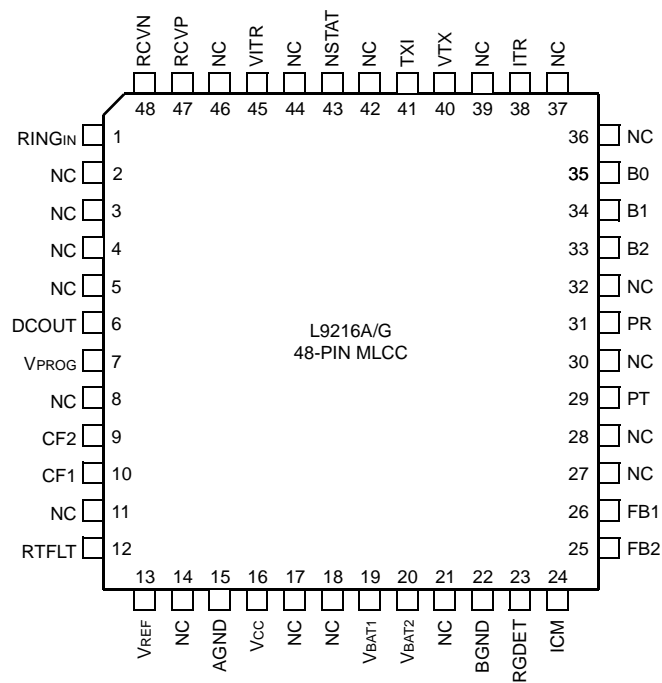 RCVN
RCVP
NC
VITR
NC
NSTAT
NC
TXI
VTX
NC
ITR
NC
48 47 46 45 44 43 42 41 40 39 38 37
RINGIN 1
NC 2
NC 3
NC 4
NC 5
DCOUT 6
VPROG 7
NC 8
CF2 9
CF1 10
NC 11
RTFLT 12
L9216A/G
48-PIN MLCC
36 NC
35 B0
34 B1
33 B2
32 NC
31 PR
30 NC
29 PT
28 NC
27 NC
26 FB1
25 FB2
13 14 15 16 17 18 19 20 21 22 23 24
VREF
NC
AGND
VCC
NC
NC
VBAT1
VBAT2
NC
BGND
RGDET
ICM